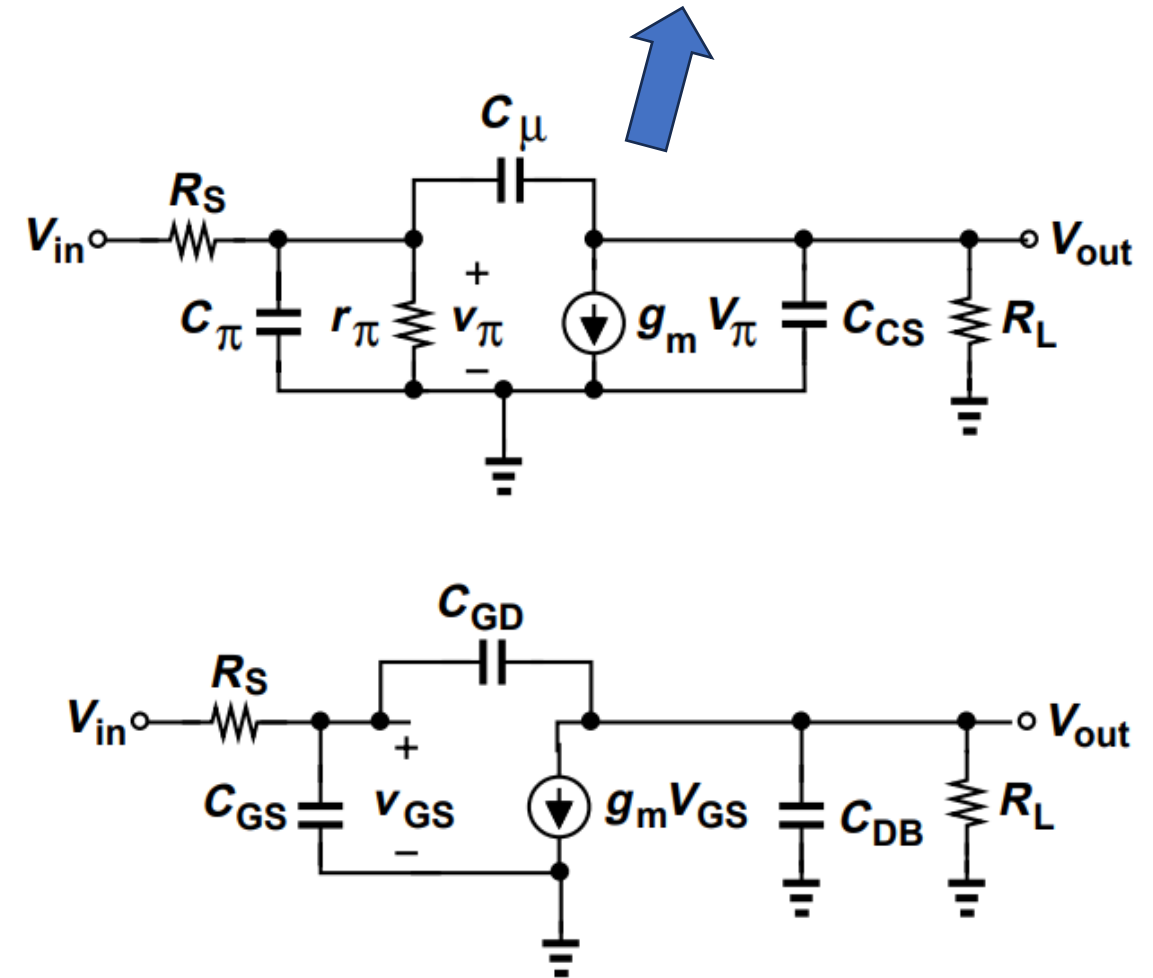 Cμ
RS
Vin
Vout
Cπ
rπ
+
vπ
−
gm Vπ
CCS
RL
CGD
RS
Vin
Vout
+
CGS
vGS
−
gmVGS
CDB
RL